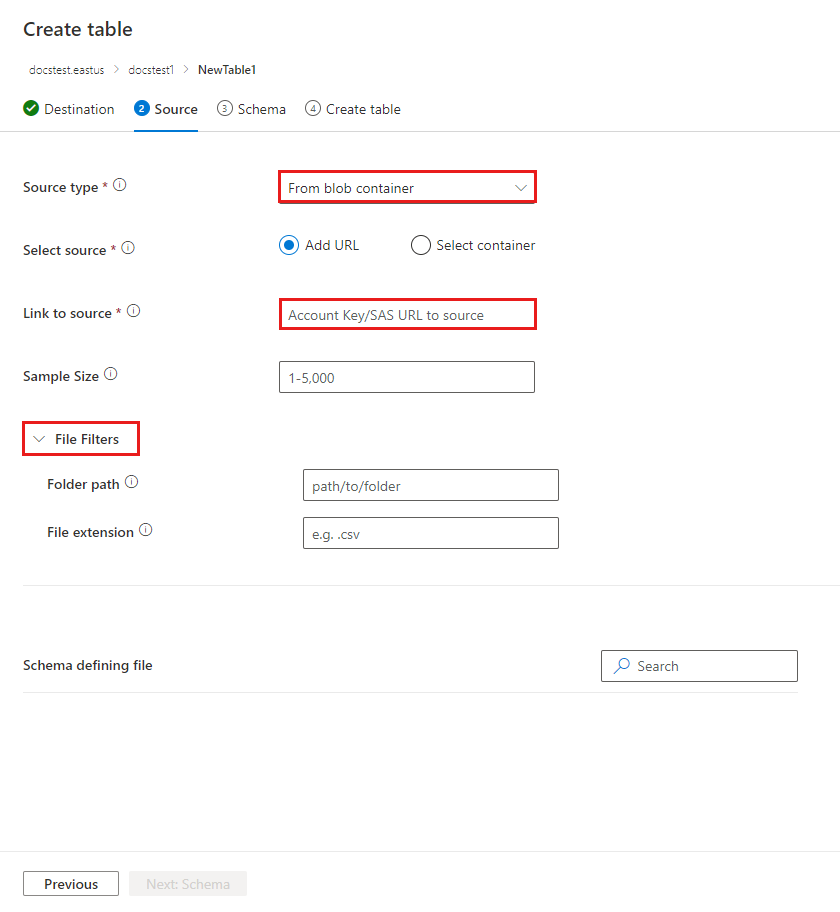 Create table
docstest.eastus > docstest1 > NewTable1
Destination 2 Source 3 Schema 4 Create table
Source type * From blob container
Select source * Add URL Select container
Link to source * Account Key/SAS URL to source
Sample Size 1-5,000
File Filters
Folder path path/to/folder
File extension e.g. .csv
Schema defining file Search
Previous Next: Schema